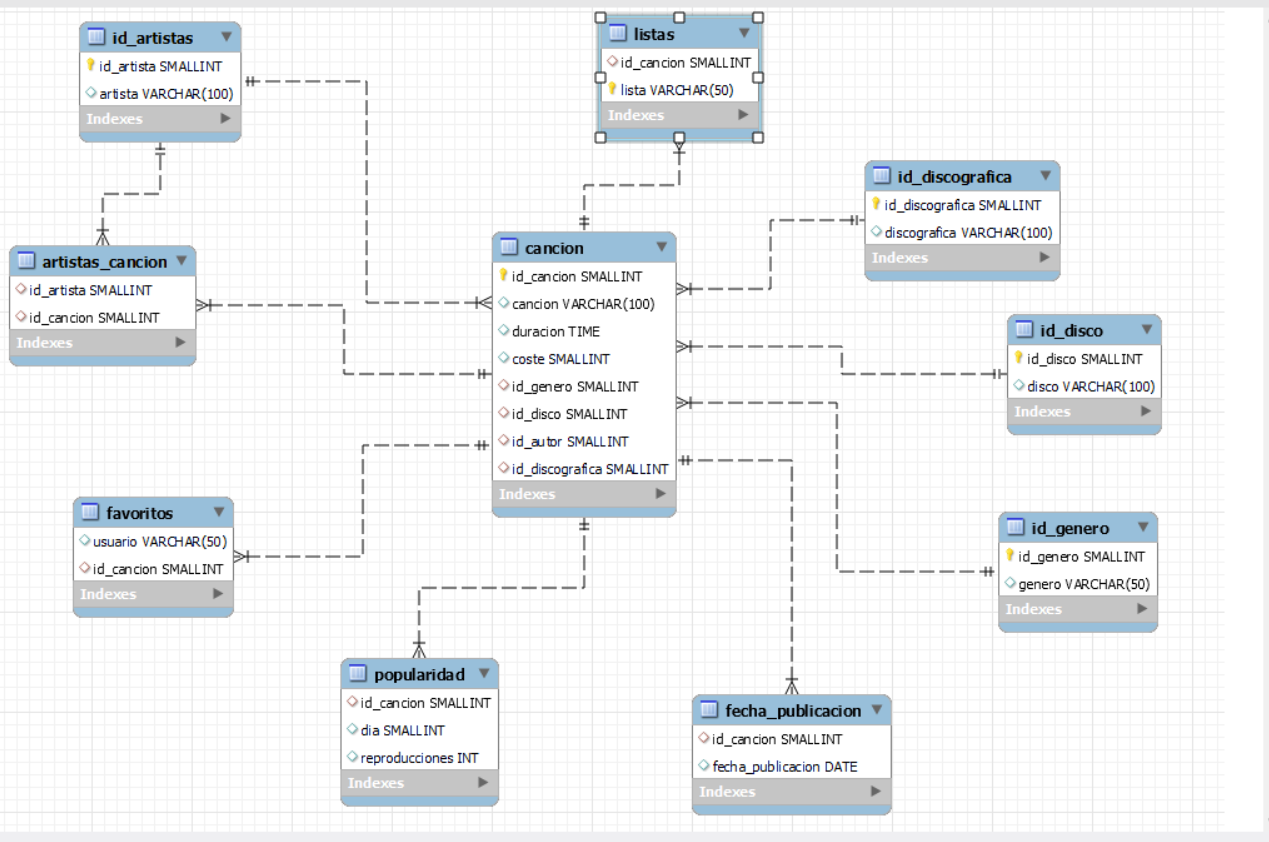 id_artistas
id_artista SMALLINT
artista VARCHAR(100)
Indexes
listas
id_cancion SMALLINT
lista VARCHAR(50)
Indexes
id_discografica
id_discografica SMALLINT
discografica VARCHAR(100)
Indexes
artistas_cancion
id_artista SMALLINT
id_cancion SMALLINT
Indexes
cancion
id_cancion SMALLINT
cancion VARCHAR(100)
duracion TIME
coste SMALLINT
id_genero SMALLINT
id_disco SMALLINT
id_autor SMALLINT
id_discografica SMALLINT
Indexes
id_disco
id_disco SMALLINT
disco VARCHAR(100)
Indexes
favoritos
usuario VARCHAR(50)
id_cancion SMALLINT
Indexes
id_genero
id_genero SMALLINT
genero VARCHAR(50)
Indexes
popularidad
id_cancion SMALLINT
dia SMALLINT
reproducciones INT
Indexes
fecha_publicacion
id_cancion SMALLINT
fecha_publicacion DATE
Indexes